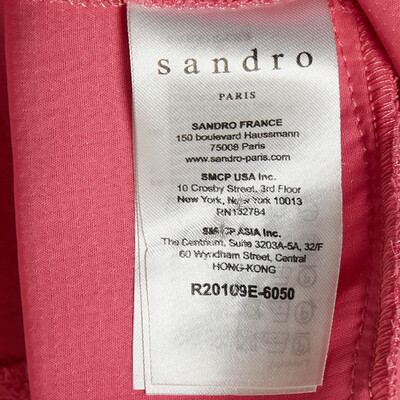 sandro
PARIS
SANDRO FRANCE
150 boulevard Haussmann
75008 Paris
www.sandro-paris.com
SMCP USA Inc.
10 Crosby Street, 3rd Floor
New York, New York 10013
RN132784
SMCP ASIA Inc.
The Centrium, Suite 3203A-5A, 32/F
60 Wyndham Street, Central
HONG-KONG
R20109E-6050